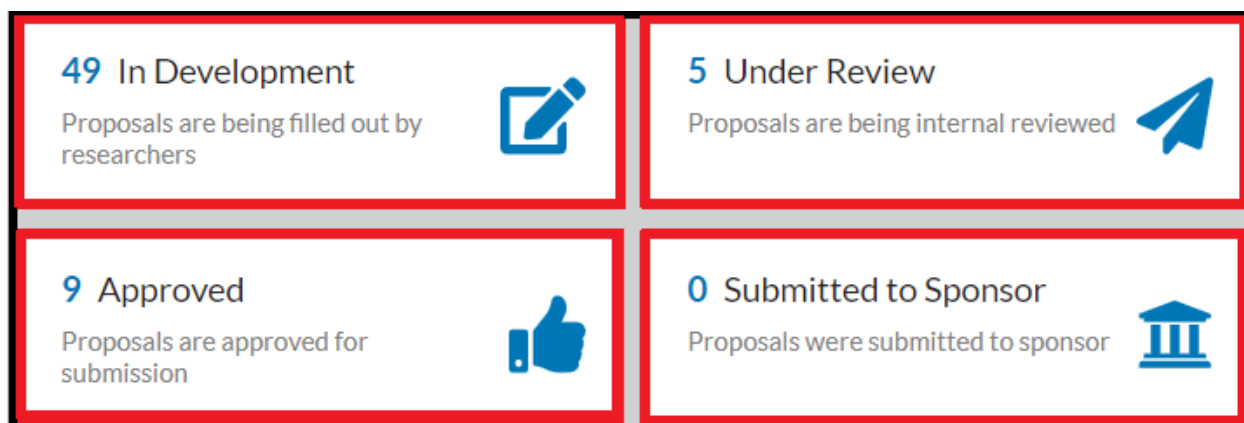 49 In Development
Proposals are being filled out by
researchers
5 Under Review
Proposals are being internal reviewed
9 Approved
Proposals are approved for
submission
0 Submitted to Sponsor
Proposals were submitted to sponsor